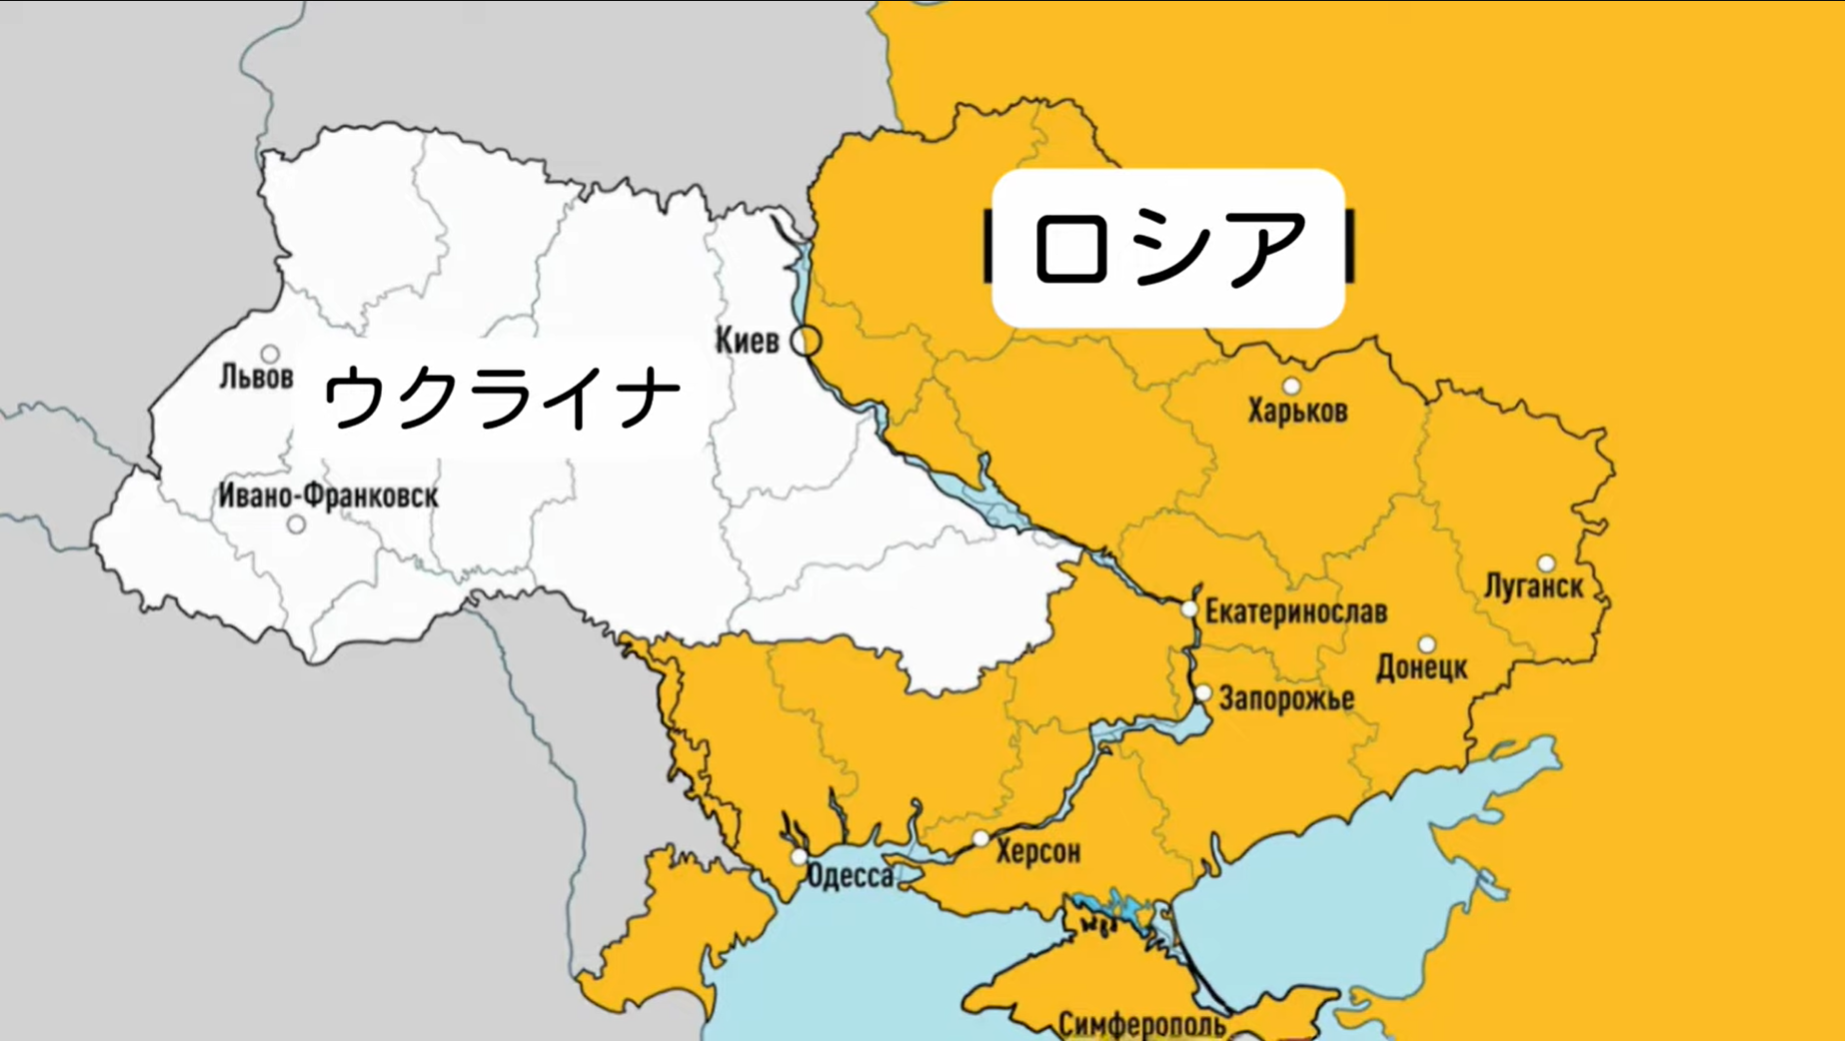 ロシア
Киев
Львов
ウクライナ
Харьков
Ивано-Франковск
Луганск
Екатеринослав
Донецк
Запорожье
Херсон
Одесса
Симферополь